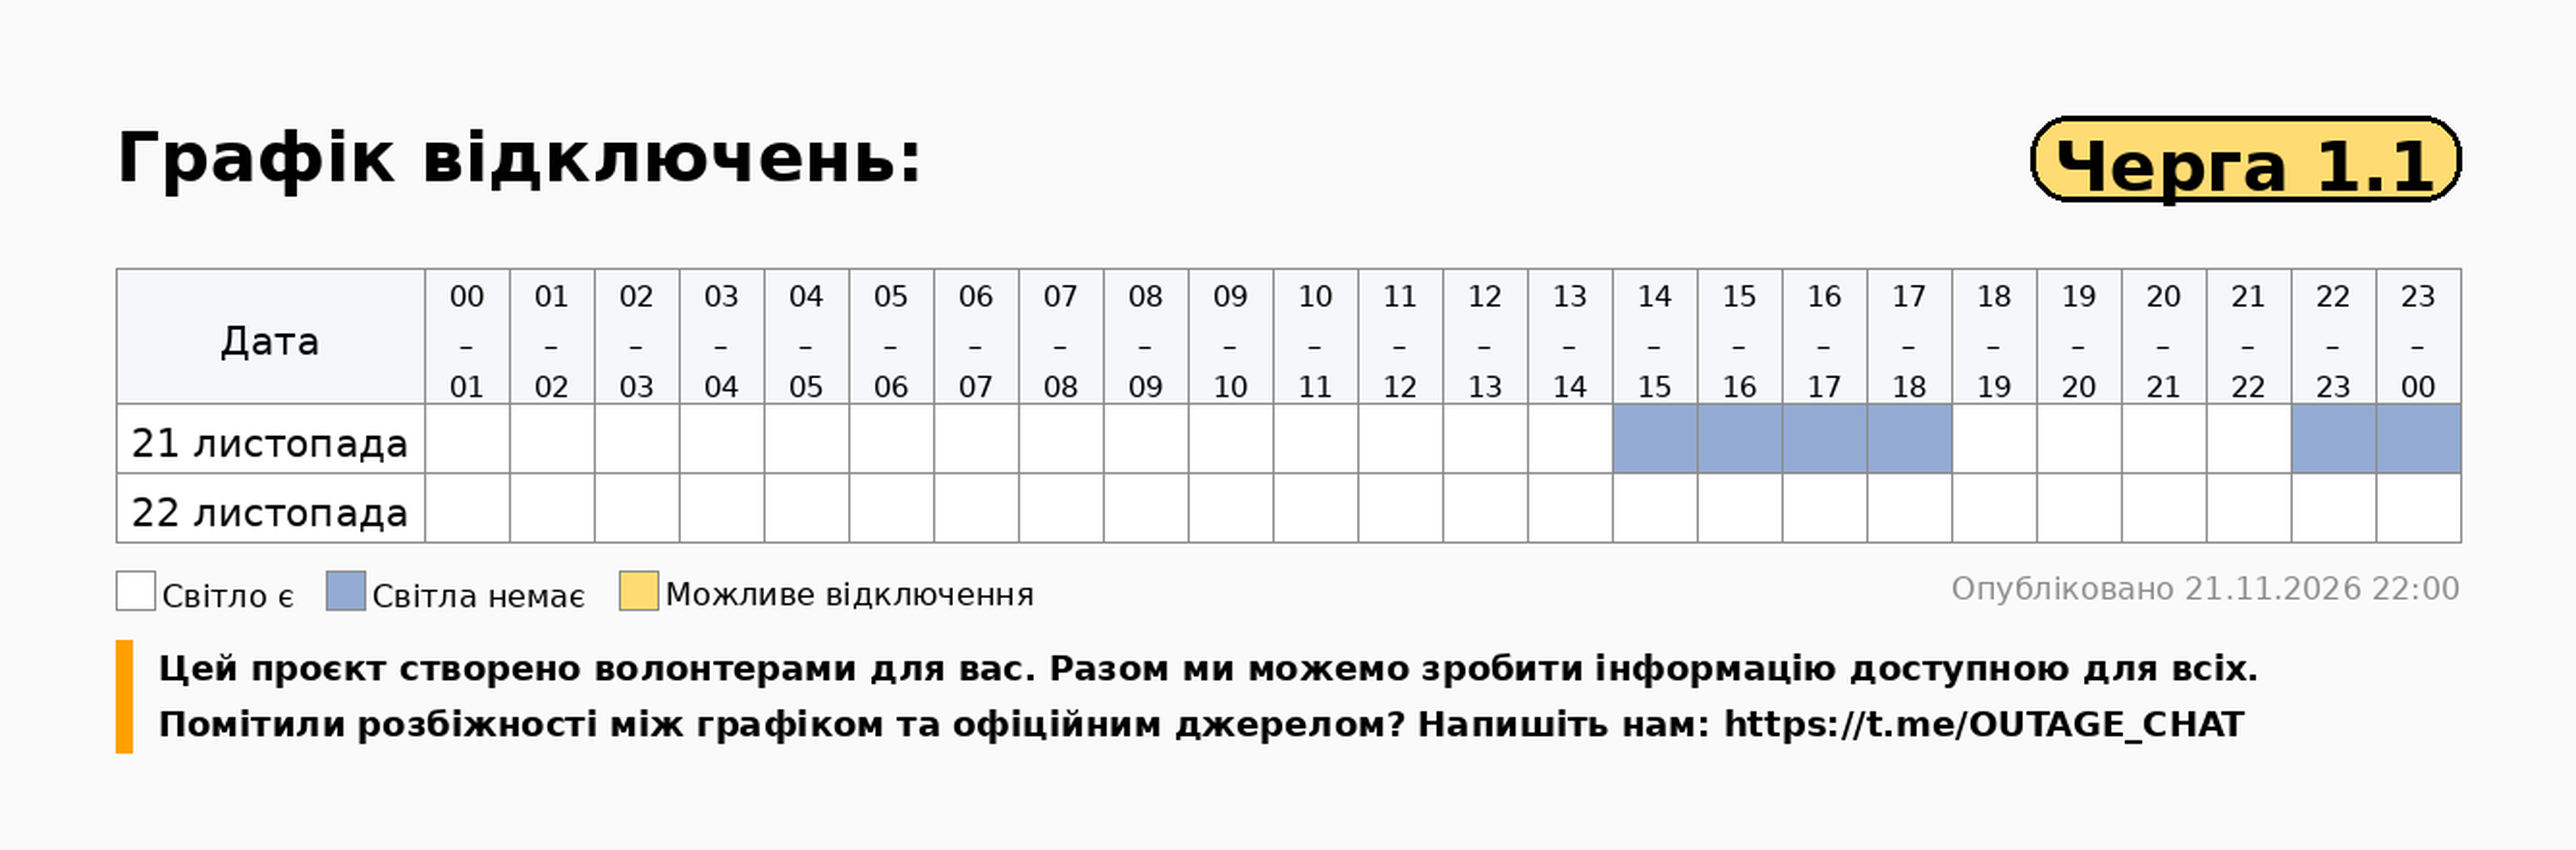 Графік відключень:
Черга 1.1
Дата 00 – 01 01 – 02 02 – 03 03 – 04 04 – 05 05 – 06 06 – 07 07 – 08 08 – 09 09 – 10 10 – 11 11 – 12 12 – 13 13 – 14 14 – 15 15 – 16 16 – 17 17 – 18 18 – 19 19 – 20 20 – 21 21 – 22 22 – 23 23 – 00
21 листопада
22 листопада
Світло є Світла немає Можливе відключення
Опубліковано 21.11.2026 22:00
Цей проєкт створено волонтерами для вас. Разом ми можемо зробити інформацію доступною для всіх.
Помітили розбіжності між графіком та офіційним джерелом? Напишіть нам: https://t.me/OUTAGE_CHAT